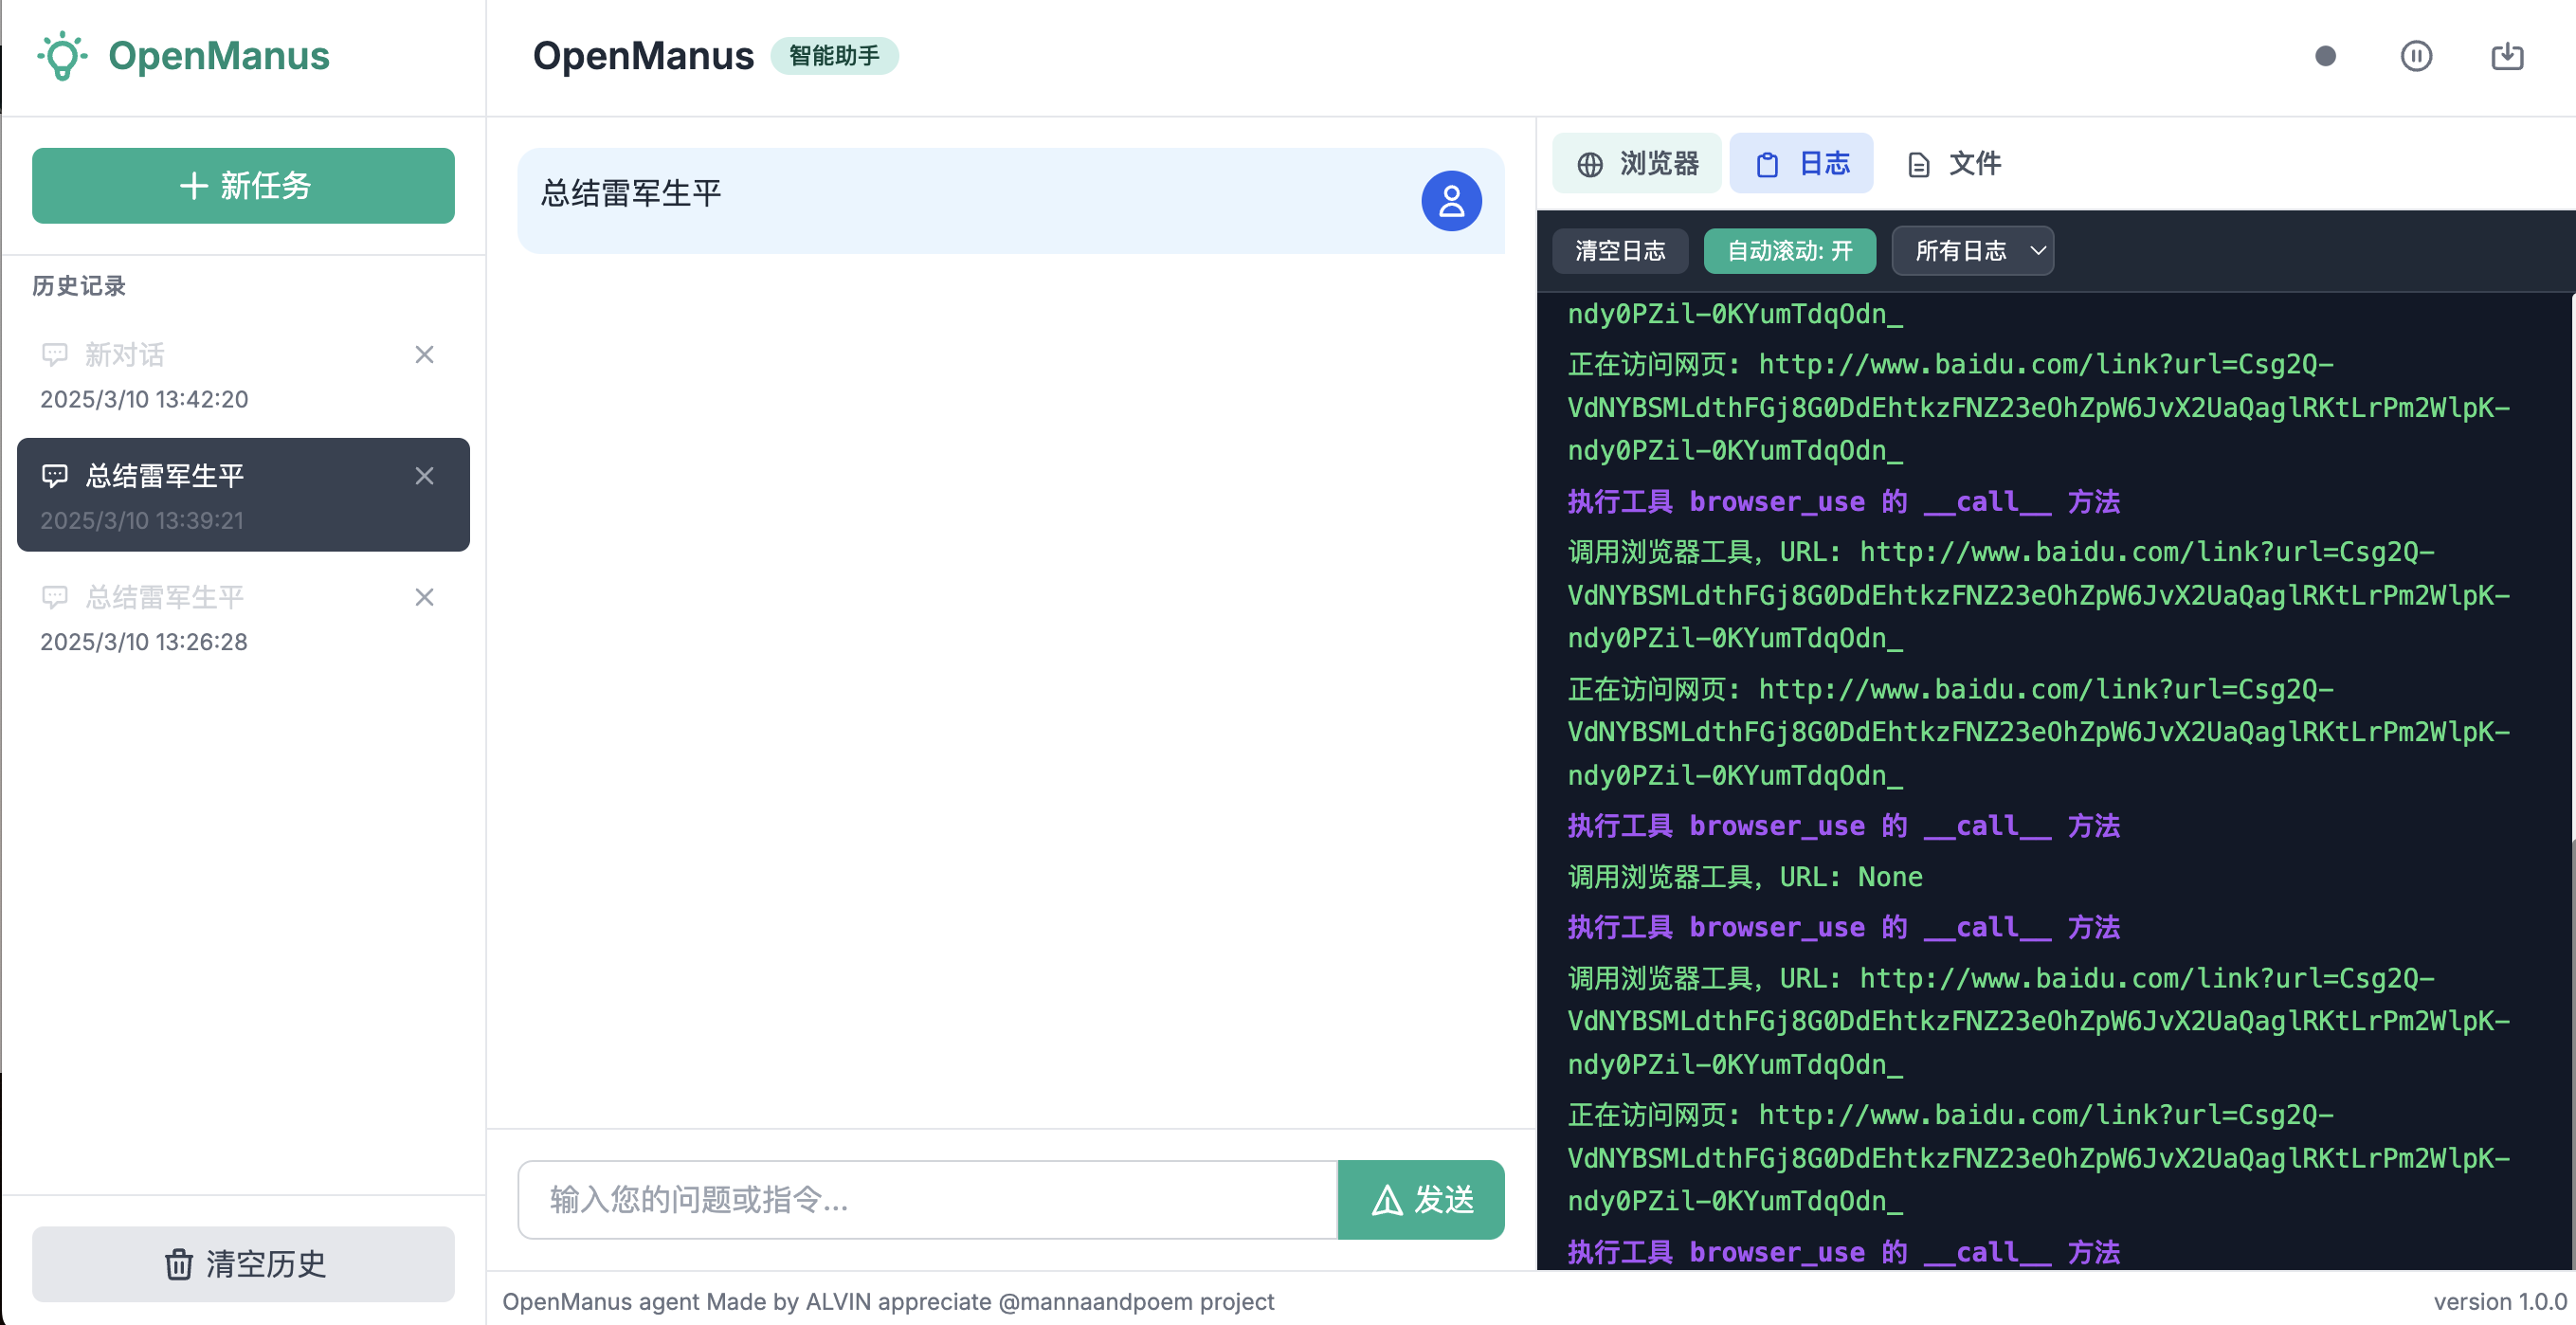 OpenManus
新任务
历史记录
新对话
2025/3/10 13:42:20
总结雷军生平
2025/3/10 13:39:21
总结雷军生平
2025/3/10 13:26:28
清空历史
OpenManus 智能助手
总结雷军生平
输入您的问题或指令...
发送
浏览器 日志 文件
清空日志 自动滚动: 开 所有日志
ndy0PZil-0KYumTdqOdn_
正在访问网页: http://www.baidu.com/link?url=Csg2Q-
VdNYBSMLdthFGj8G0DdEhtkzFNZ23eOhZpW6JvX2UaQaglRKtLrPm2WlpK-
ndy0PZil-0KYumTdqOdn_
执行工具 browser_use 的 __call__ 方法
调用浏览器工具, URL: http://www.baidu.com/link?url=Csg2Q-
VdNYBSMLdthFGj8G0DdEhtkzFNZ23eOhZpW6JvX2UaQaglRKtLrPm2WlpK-
ndy0PZil-0KYumTdqOdn_
正在访问网页: http://www.baidu.com/link?url=Csg2Q-
VdNYBSMLdthFGj8G0DdEhtkzFNZ23eOhZpW6JvX2UaQaglRKtLrPm2WlpK-
ndy0PZil-0KYumTdqOdn_
执行工具 browser_use 的 __call__ 方法
调用浏览器工具, URL: None
执行工具 browser_use 的 __call__ 方法
调用浏览器工具, URL: http://www.baidu.com/link?url=Csg2Q-
VdNYBSMLdthFGj8G0DdEhtkzFNZ23eOhZpW6JvX2UaQaglRKtLrPm2WlpK-
ndy0PZil-0KYumTdqOdn_
正在访问网页: http://www.baidu.com/link?url=Csg2Q-
VdNYBSMLdthFGj8G0DdEhtkzFNZ23eOhZpW6JvX2UaQaglRKtLrPm2WlpK-
ndy0PZil-0KYumTdqOdn_
执行工具 browser_use 的 __call__ 方法
OpenManus agent Made by ALVIN appreciate @mannaandpoem project
version 1.0.0